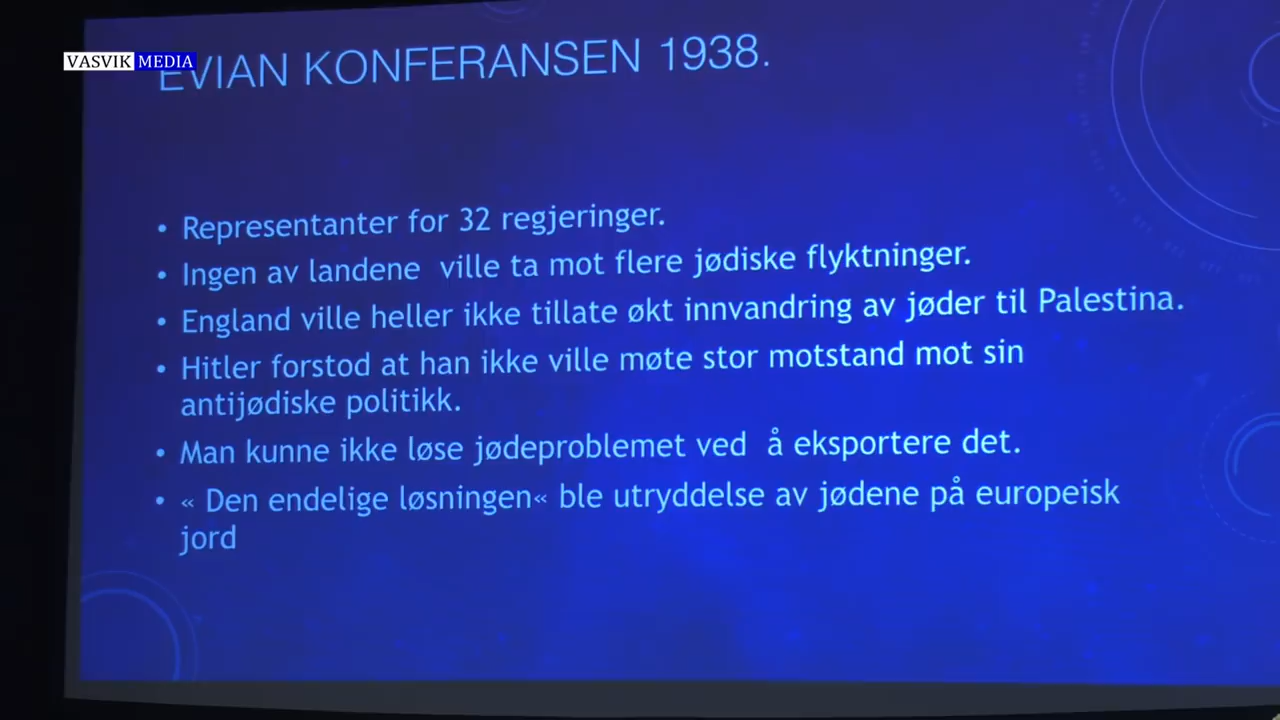 VASVIK MEDIA
EVIAN KONFERANSEN 1938.
• Representanter for 32 regjeringer.
• Ingen av landene ville ta mot flere jødiske flyktninger.
• England ville heller ikke tillate økt innvandring av jøder til Palestina.
• Hitler forstod at han ikke ville møte stor motstand mot sin
antijødiske politikk.
• Man kunne ikke løse jødeproblemet ved å eksportere det.
• « Den endelige løsningen« ble utryddelse av jødene på europeisk
jord